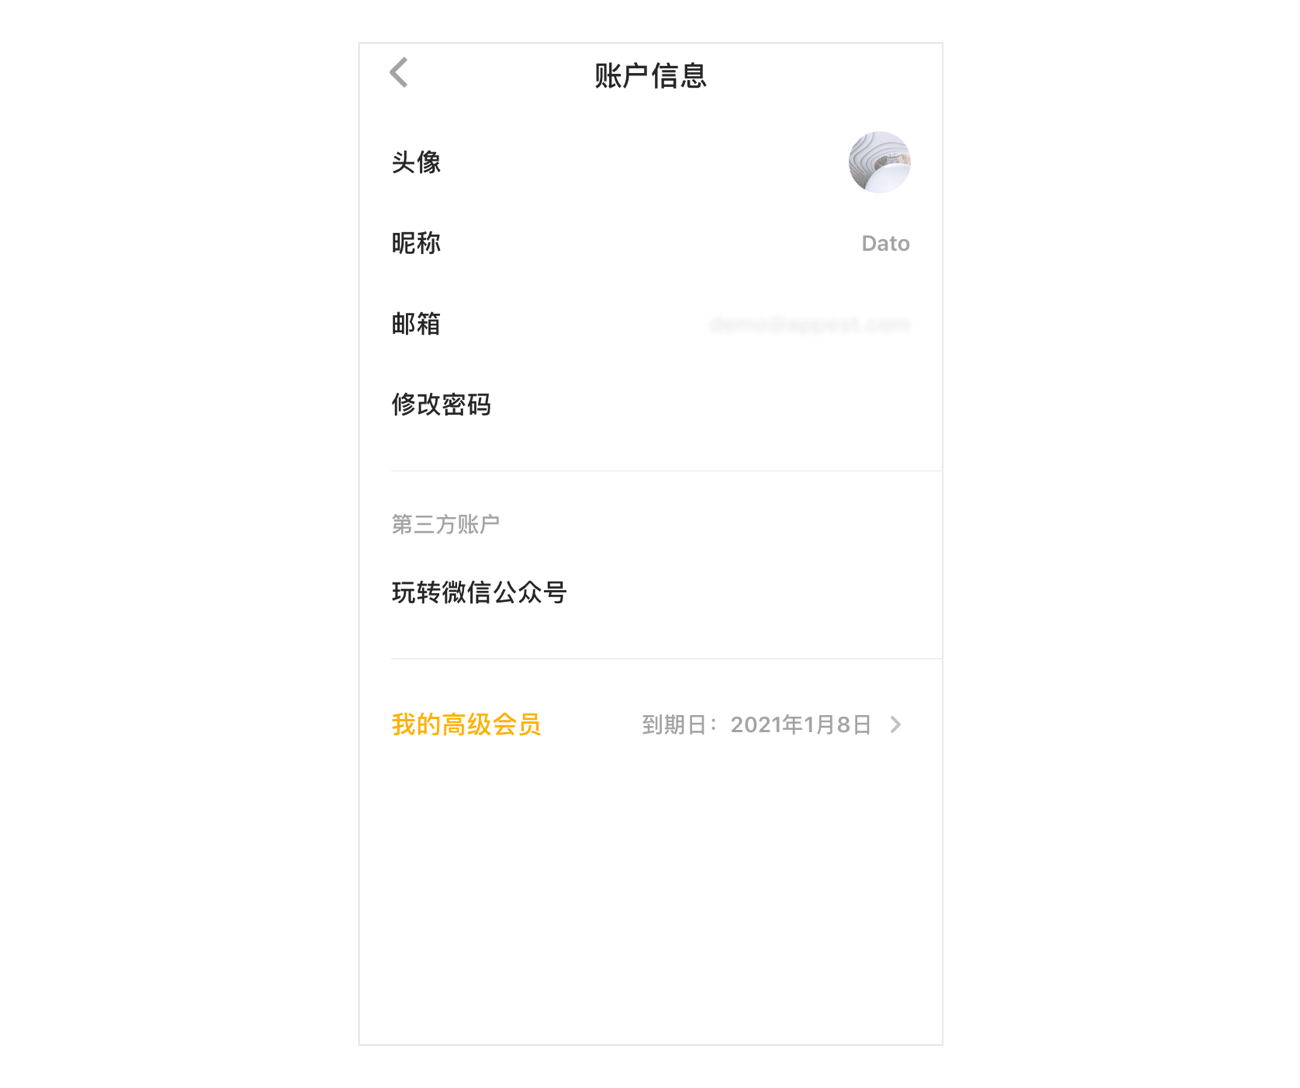 账户信息
头像
昵称 Dato
邮箱
修改密码
第三方账户
玩转微信公众号
我的高级会员 到期日：2021年1月8日